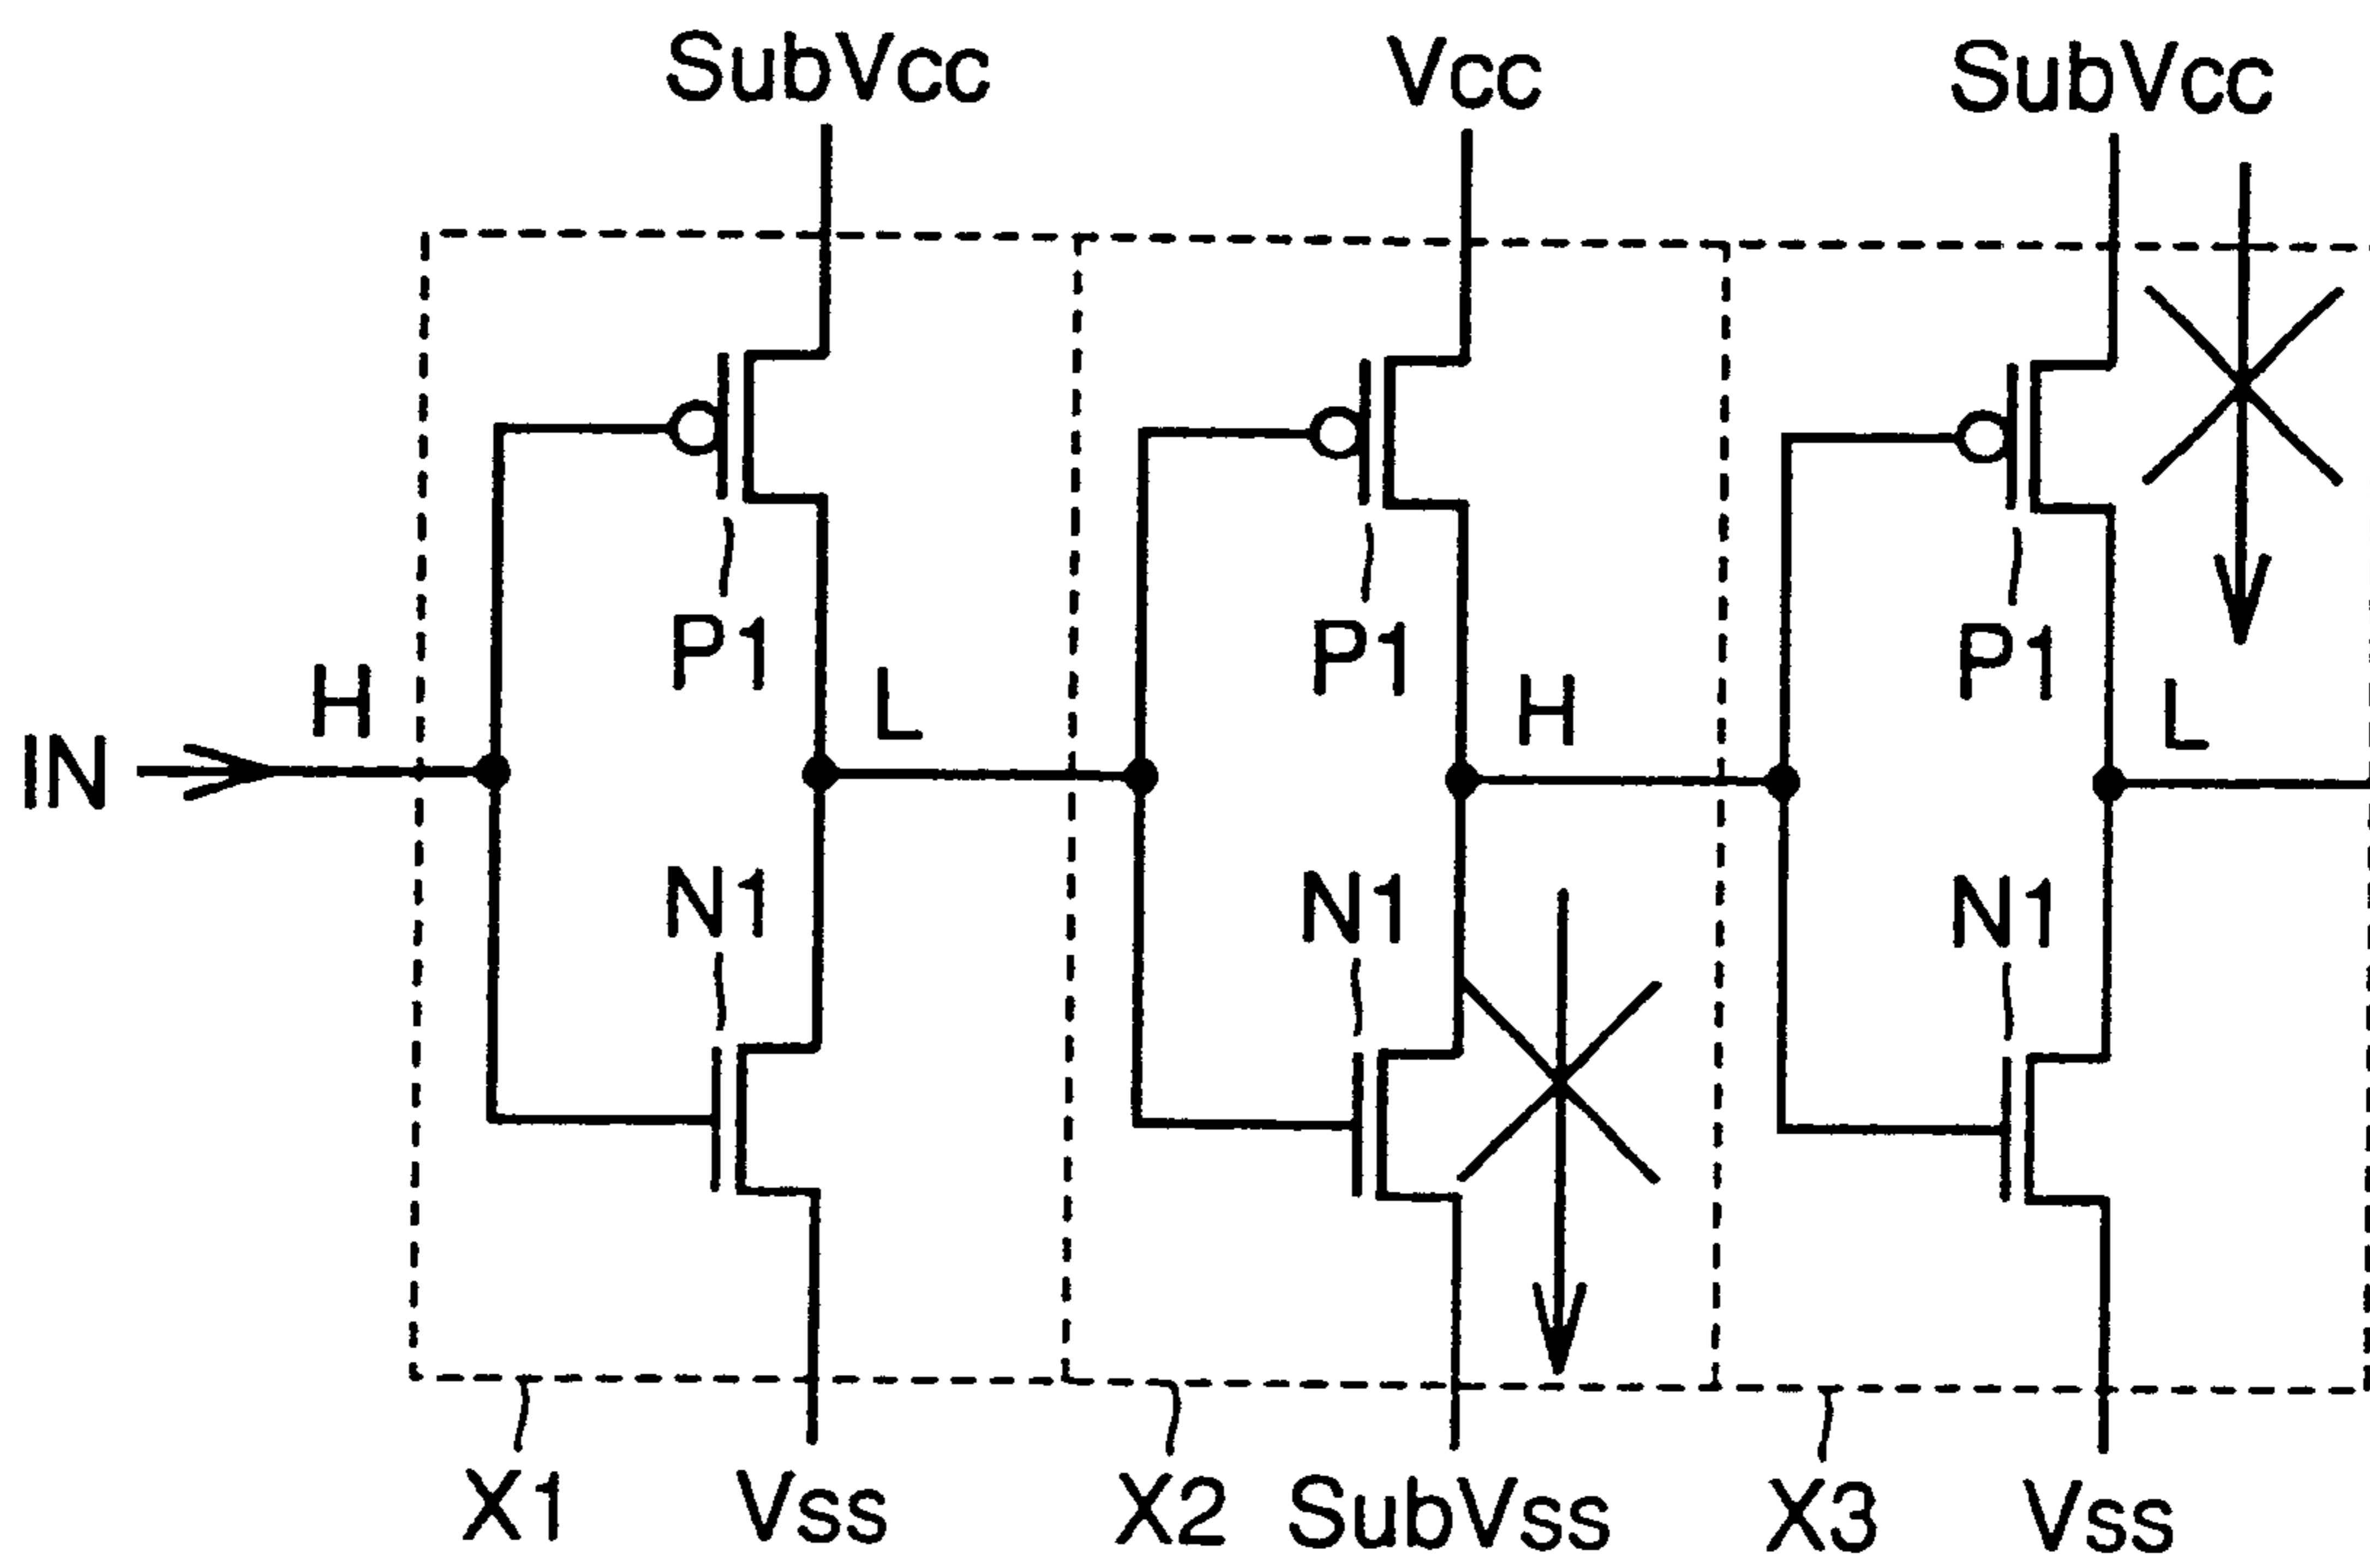 SubVcc Vcc SubVcc
P1 P1 P1
H L H L
IN
N1 N1 N1
X1 Vss X2 SubVss X3 Vss